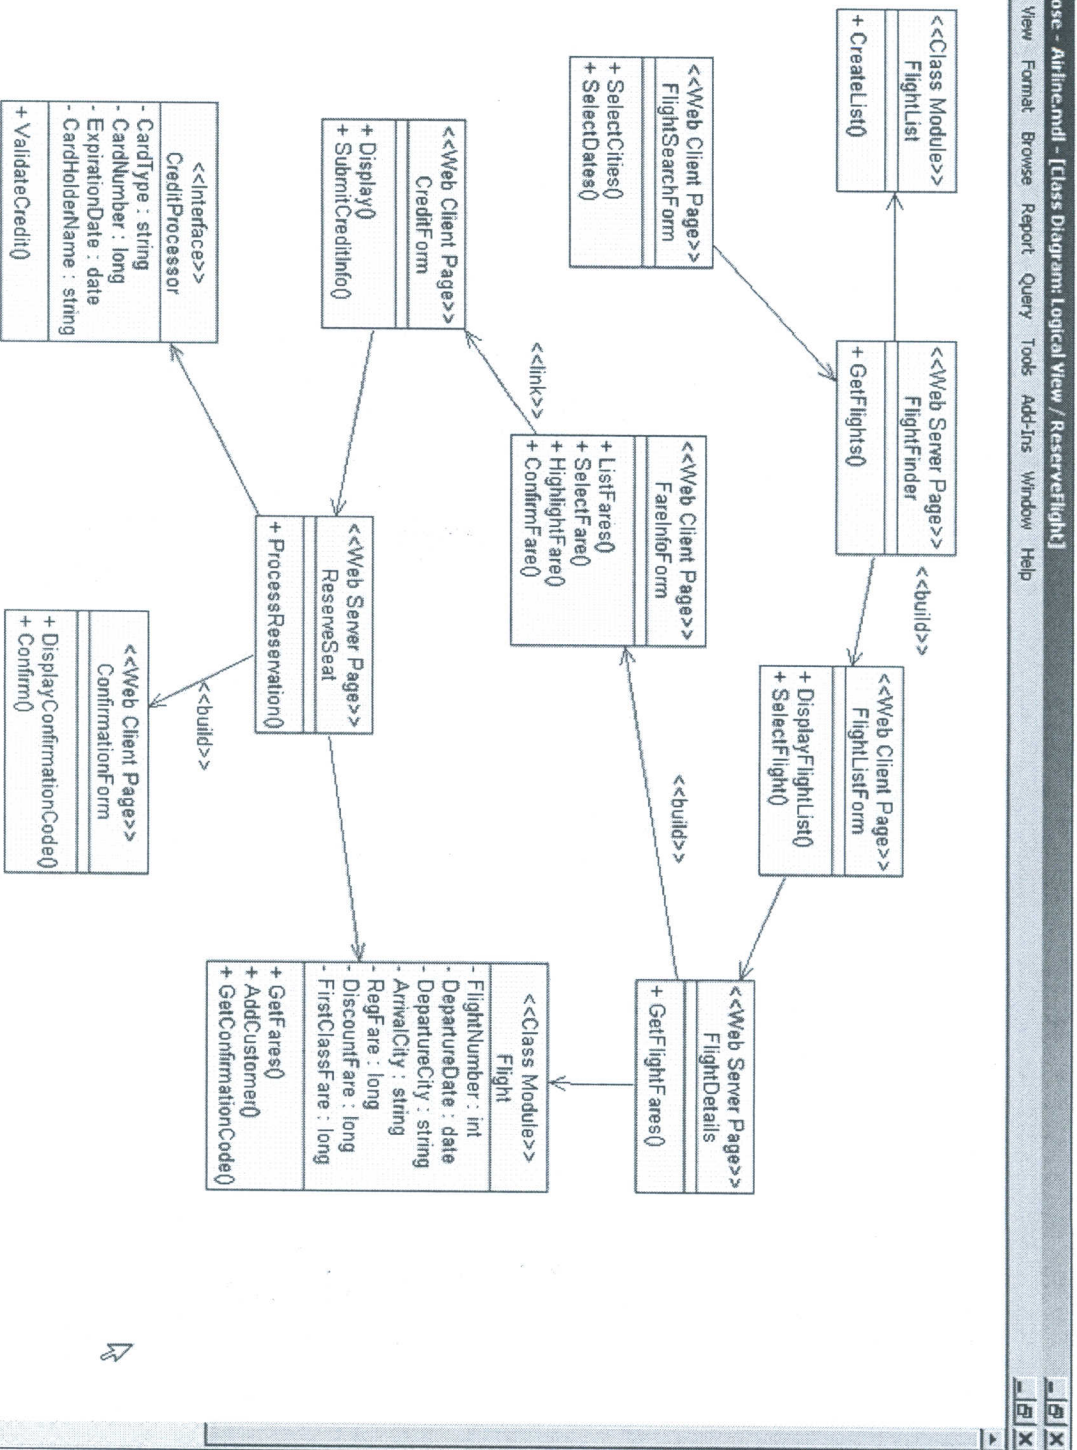 ose - Airline.mdl - [Class Diagram: Logical View / ReserveFlight]
View Format Browse Report Query Tools Add-Ins Window Help
<<Class Module>>
FlightList
+ CreateList()
<<Web Server Page>>
FlightFinder
+ GetFlights()
<<build>>
<<Web Client Page>>
FlightListForm
+ DisplayFlightList()
+ SelectFlight()
<<Web Client Page>>
FlightSearchForm
+ SelectCities()
+ SelectDates()
<<Web Server Page>>
FlightDetails
+ GetFlightFares()
<<build>>
<<Web Client Page>>
FareInfoForm
+ ListFares()
+ SelectFare()
+ HighlightFare()
+ ConfirmFare()
<<link>>
<<Web Client Page>>
CreditForm
+ Display()
+ SubmitCreditInfo()
<<Class Module>>
Flight
- FlightNumber : int
- DepartureDate : date
- DepartureCity : string
- ArrivalCity : string
- RegFare : long
- DiscountFare : long
- FirstClassFare : long
+ GetFares()
+ AddCustomer()
+ GetConfirmationCode()
<<Web Server Page>>
ReserveSeat
+ ProcessReservation()
<<build>>
<<Interface>>
CreditProcessor
- CardType : string
- CardNumber : long
- ExpirationDate : date
- CardHolderName : string
+ ValidateCredit()
<<Web Client Page>>
ConfirmationForm
+ DisplayConfirmationCode()
+ Confirm()